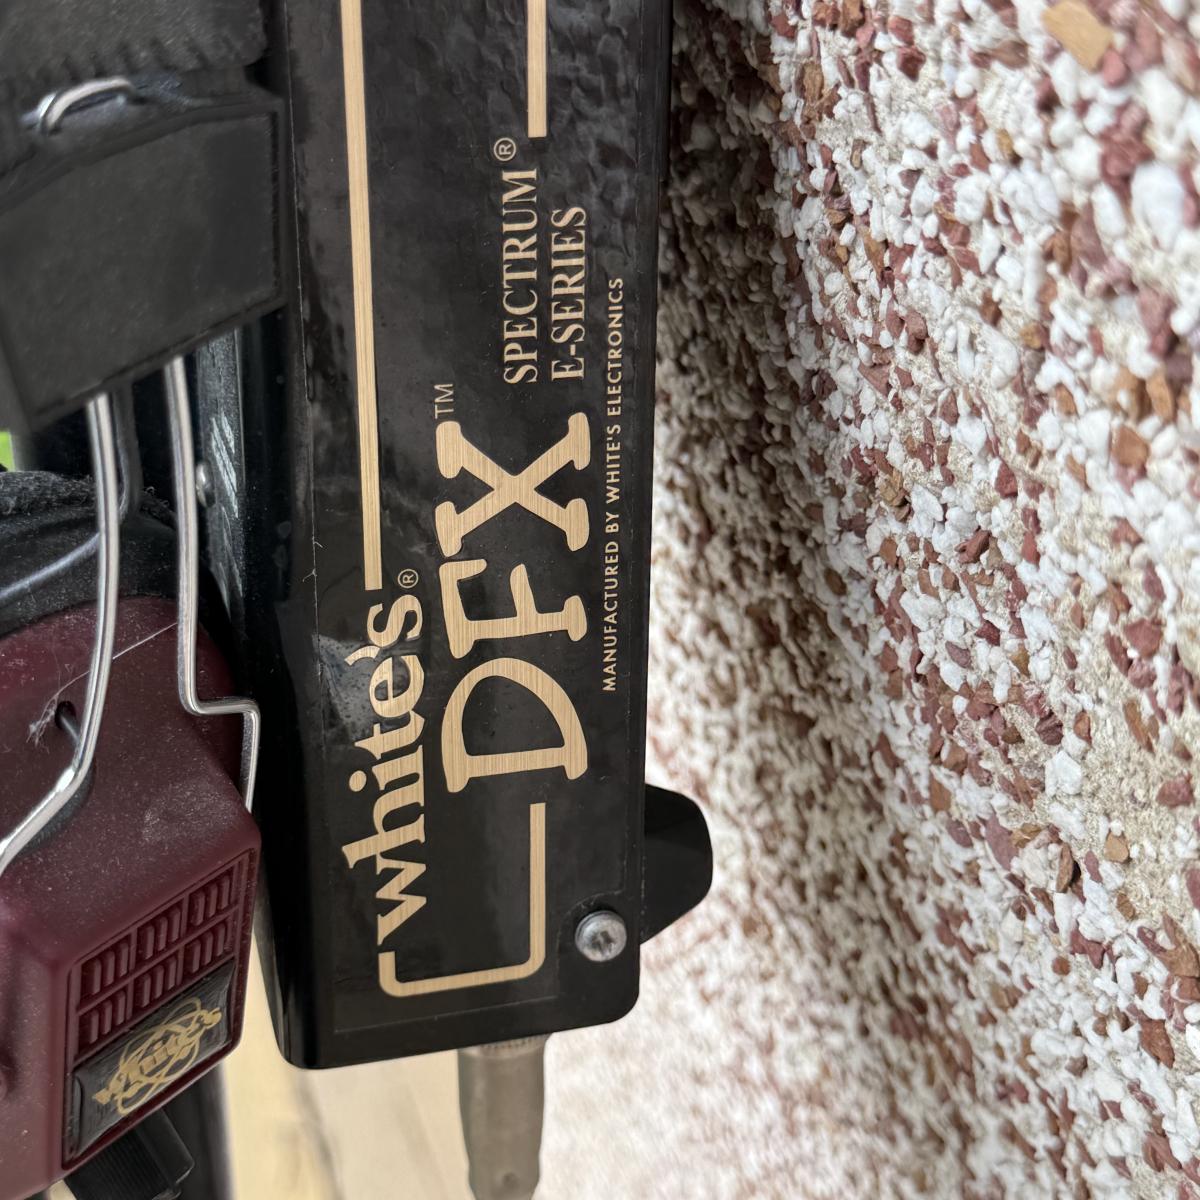 white's®
DFX™
SPECTRUM®
E-SERIES
MANUFACTURED BY WHITE'S ELECTRONICS